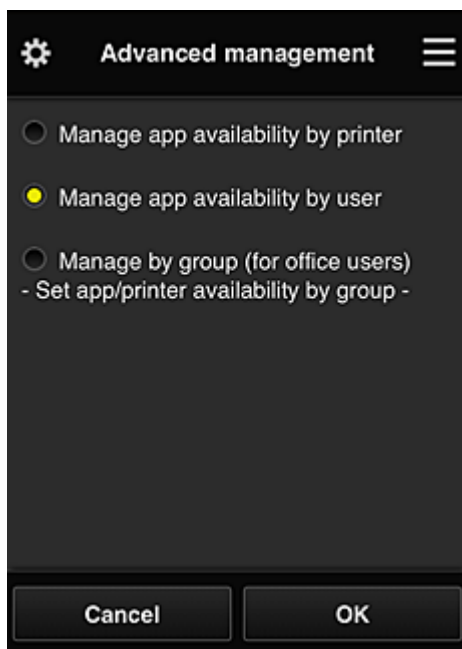 Advanced management
Manage app availability by printer
Manage app availability by user
Manage by group (for office users)
- Set app/printer availability by group -
Cancel
OK